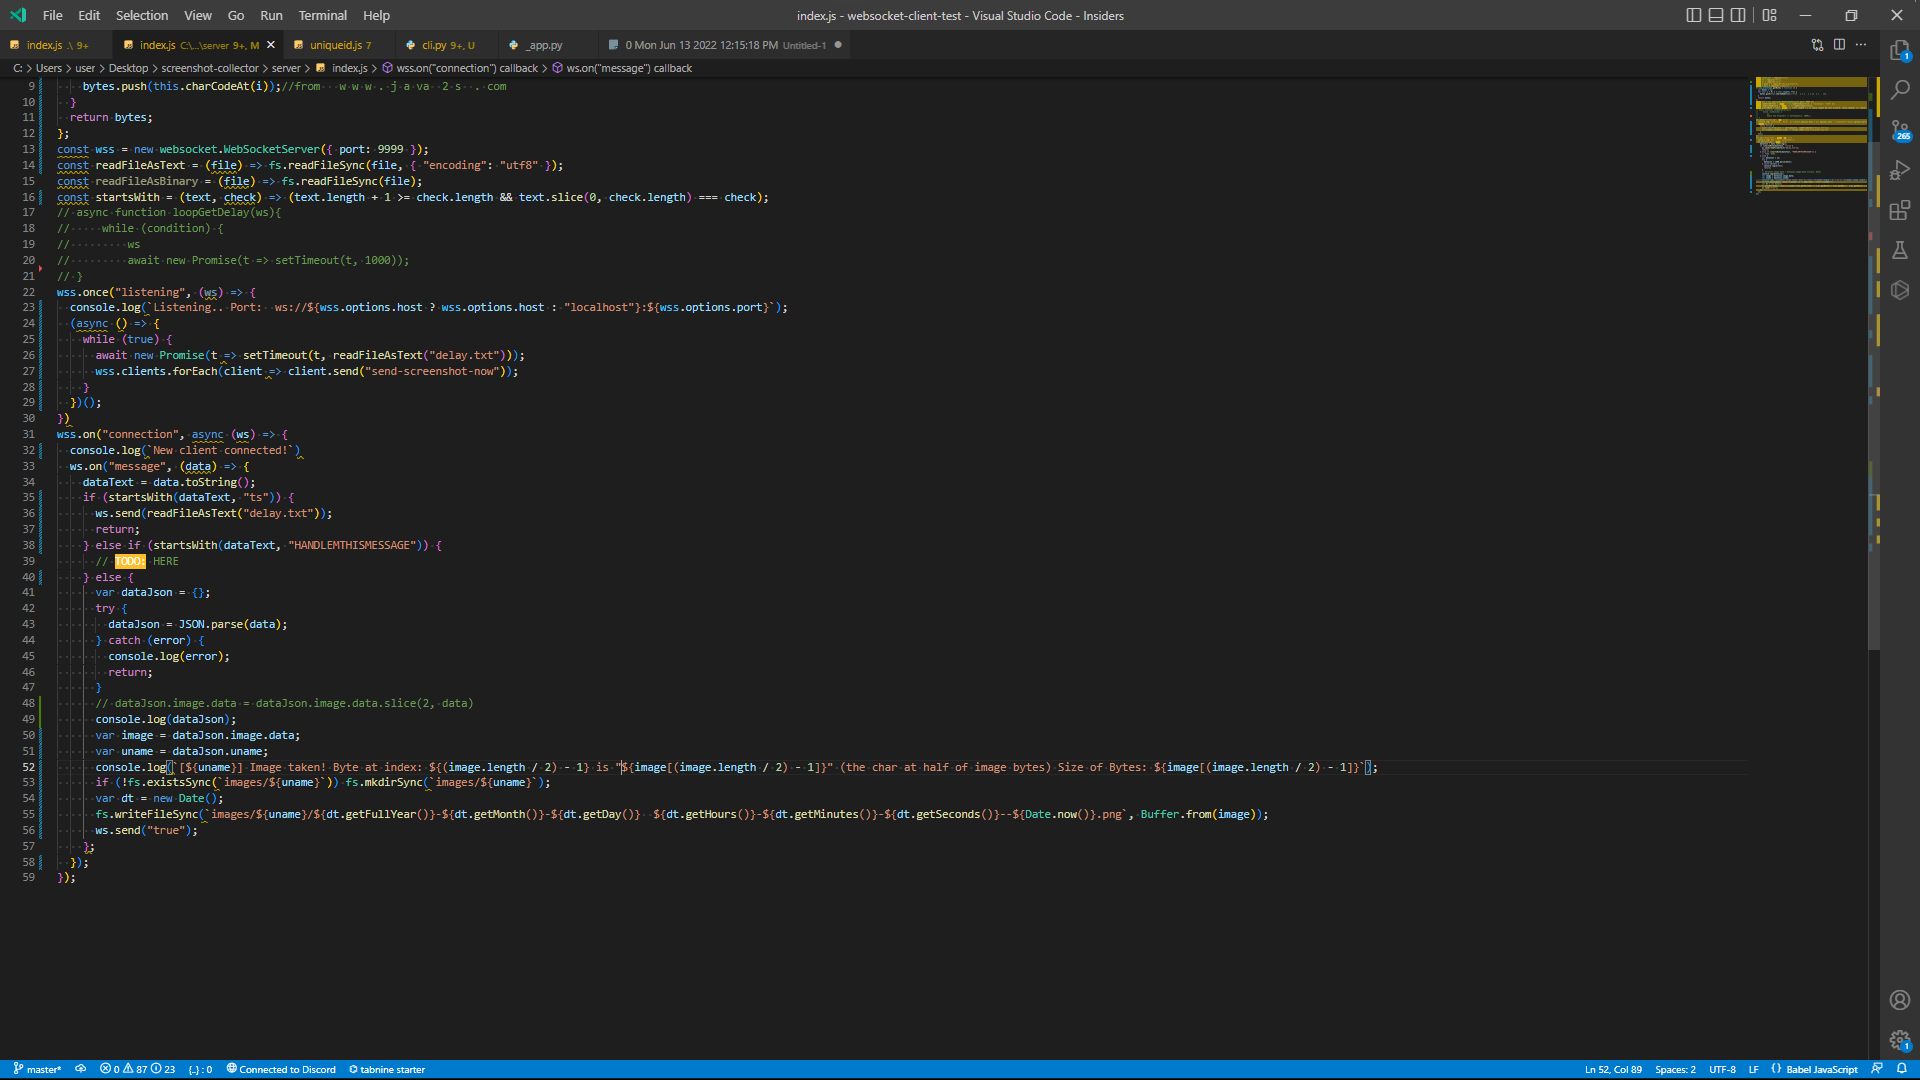 File Edit Selection View Go Run Terminal Help
index.js - websocket-client-test - Visual Studio Code - Insiders
index.js .\ 9+ index.js C:\...\server 9+, M uniqueid.js 7 cli.py 9+, U _app.py 0 Mon Jun 13 2022 12:15:18 PM Untitled-1
C: > Users > user > Desktop > screenshot-collector > server > index.js > wss.on("connection") callback > ws.on("message") callback
9 bytes.push(this.charCodeAt(i));//from w w w . j a va 2 s . com
10 }
11 return bytes;
12 };
13 const wss = new websocket.WebSocketServer({ port: 9999 });
14 const readFileAsText = (file) => fs.readFileSync(file, { "encoding": "utf8" });
15 const readFileAsBinary = (file) => fs.readFileSync(file);
16 const startsWith = (text, check) => (text.length + 1 >= check.length && text.slice(0, check.length) === check);
17 // async function loopGetDelay(ws){
18 // while (condition) {
19 // ws
20 // await new Promise(t => setTimeout(t, 1000));
21 // }
22 wss.once("listening", (ws) => {
23 console.log(`Listening.. Port: ws://${wss.options.host ? wss.options.host : "localhost"}:${wss.options.port}`);
24 (async () => {
25 while (true) {
26 await new Promise(t => setTimeout(t, readFileAsText("delay.txt")));
27 wss.clients.forEach(client => client.send("send-screenshot-now"));
28 }
29 })();
30 })
31 wss.on("connection", async (ws) => {
32 console.log(`New client connected!`)
33 ws.on("message", (data) => {
34 dataText = data.toString();
35 if (startsWith(dataText, "ts")) {
36 ws.send(readFileAsText("delay.txt"));
37 return;
38 } else if (startsWith(dataText, "HANDLEMTHISMESSAGE")) {
39 // TODO: HERE
40 } else {
41 var dataJson = {};
42 try {
43 dataJson = JSON.parse(data);
44 } catch (error) {
45 console.log(error);
46 return;
47 }
48 // dataJson.image.data = dataJson.image.data.slice(2, data)
49 console.log(dataJson);
50 var image = dataJson.image.data;
51 var uname = dataJson.uname;
52 console.log(`[${uname}] Image taken! Byte at index: ${(image.length / 2) - 1} is "${image[(image.length / 2) - 1]}" (the char at half of image bytes) Size of Bytes: ${image[(image.length / 2) - 1]}`);
53 if (!fs.existsSync(`images/${uname}`)) fs.mkdirSync(`images/${uname}`);
54 var dt = new Date();
55 fs.writeFileSync(`images/${uname}/${dt.getFullYear()}-${dt.getMonth()}-${dt.getDay()} ${dt.getHours()}-${dt.getMinutes()}-${dt.getSeconds()}--${Date.now()}.png`, Buffer.from(image));
56 ws.send("true");
57 };
58 });
59 });
1
265
1
master* 0 87 23 {..} : 0 Connected to Discord tabnine starter Ln 52, Col 89 Spaces: 2 UTF-8 LF {} Babel JavaScript